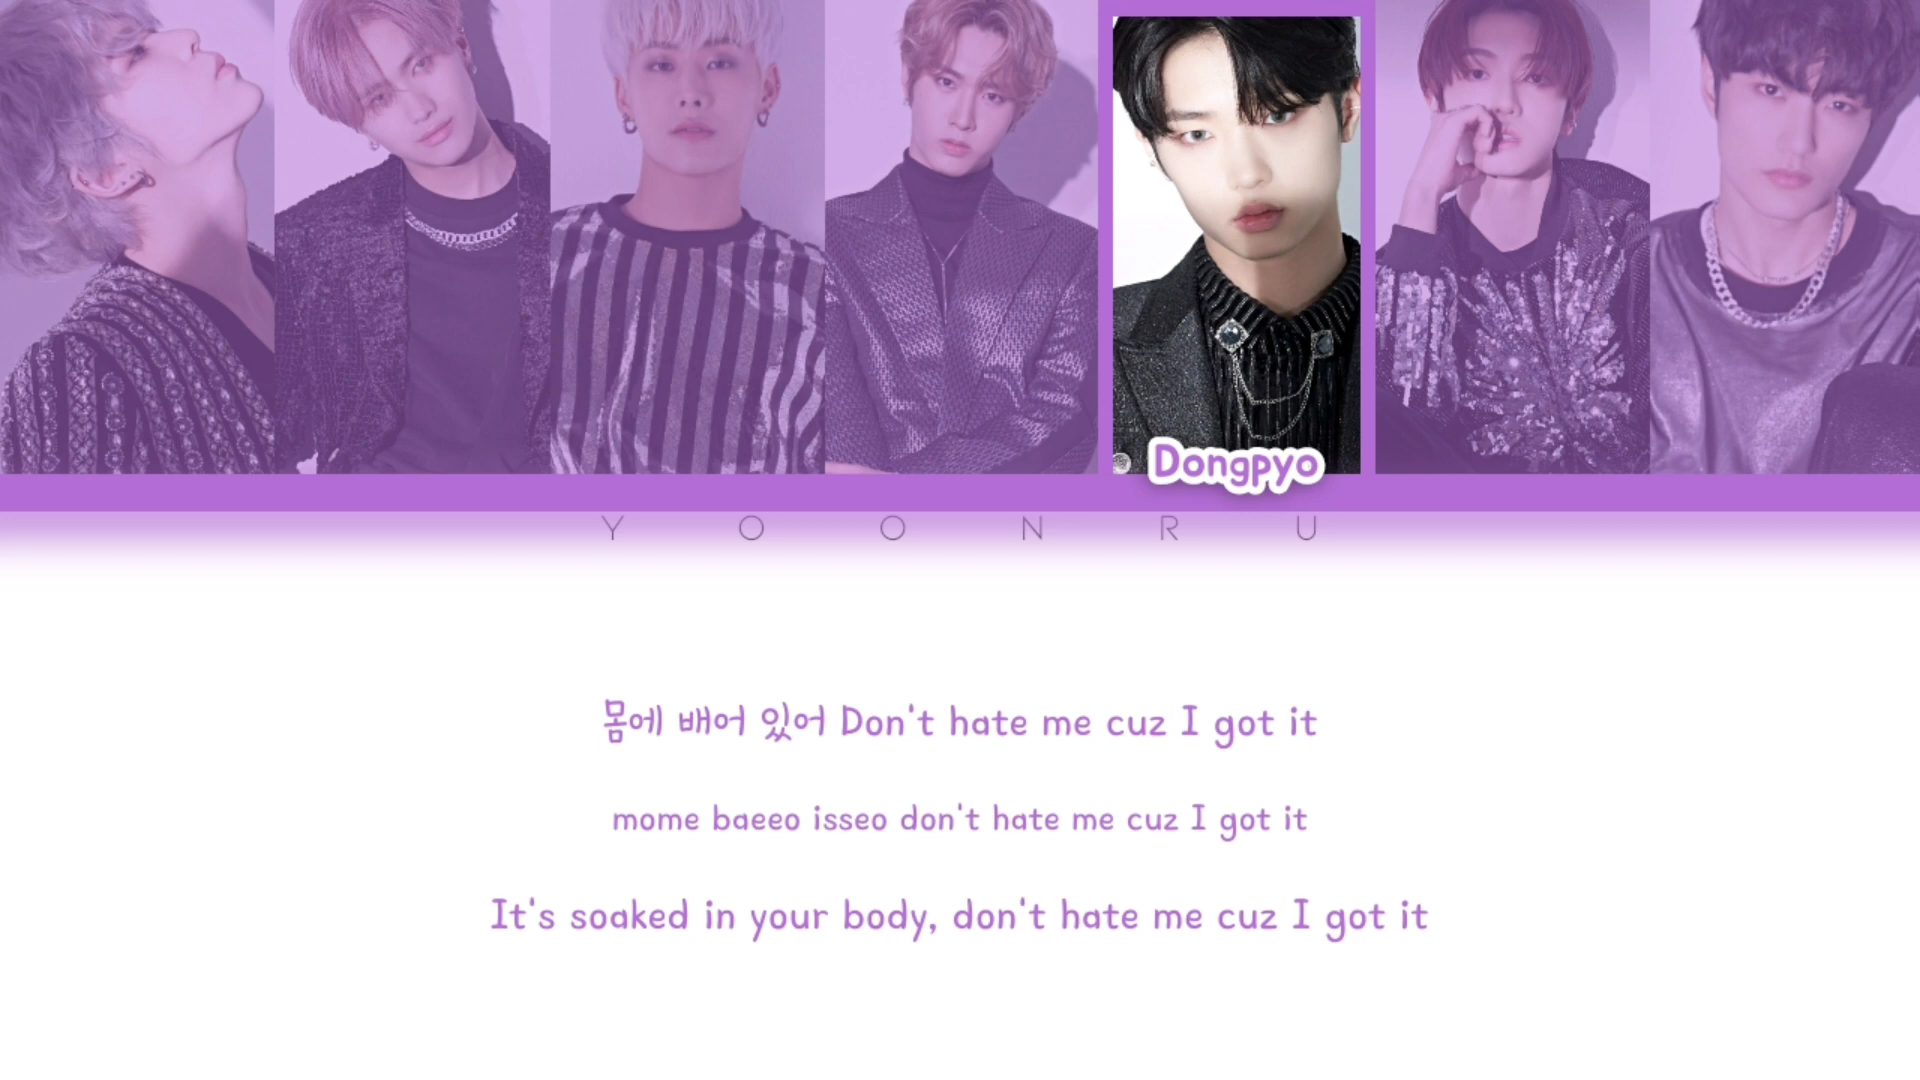 Dongpyo
YOONRU
몸에 배어 있어 Don't hate me cuz I got it
mome baeeo isseo don't hate me cuz I got it
It's soaked in your body, don't hate me cuz I got it